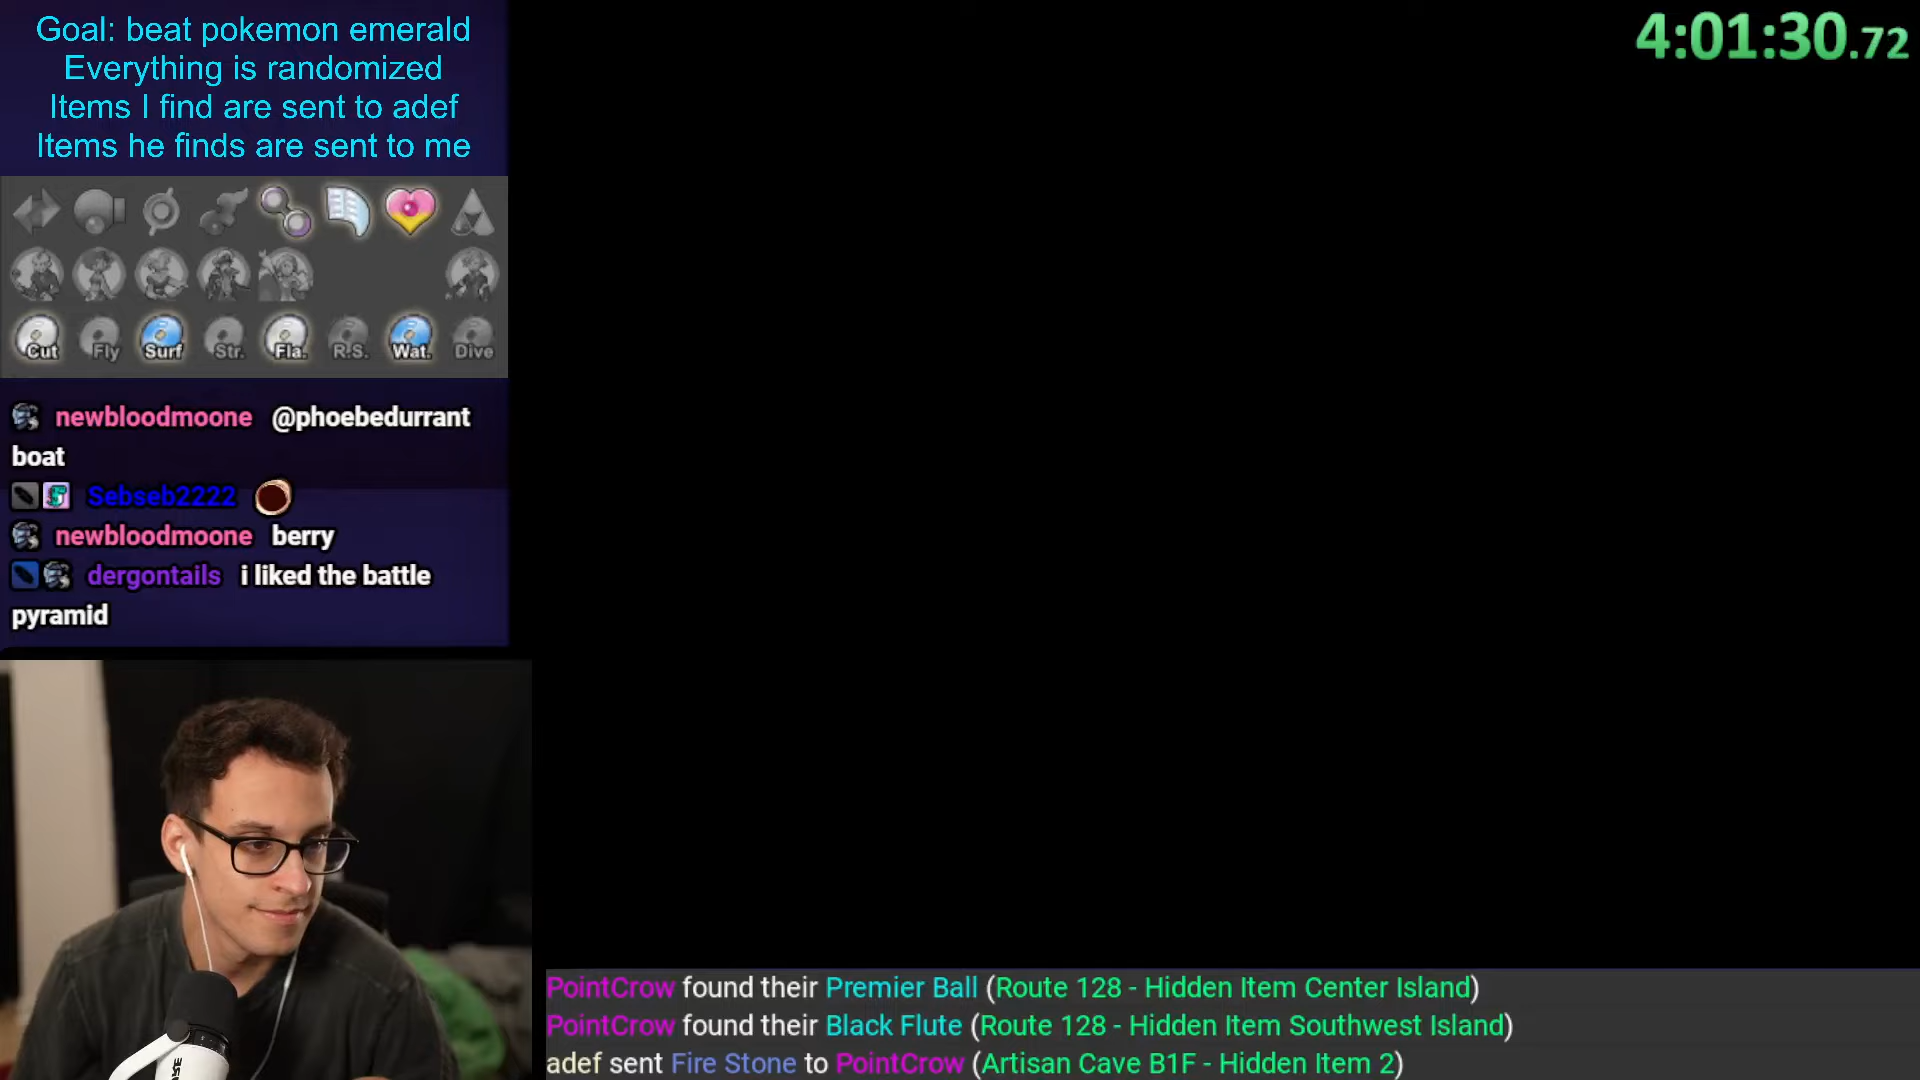 Goal: beat pokemon emerald
Everything is randomized
Items I find are sent to adef
Items he finds are sent to me
4:01:30.72
Cut Fly Surf Str. Fla. R.S. Wat. Dive
newbloodmoone @phoebedurrant
boat
Sebseb2222
newbloodmoone berry
dergontails i liked the battle
pyramid
PointCrow found their Premier Ball (Route 128 - Hidden Item Center Island)
PointCrow found their Black Flute (Route 128 - Hidden Item Southwest Island)
adef sent Fire Stone to PointCrow (Artisan Cave B1F - Hidden Item 2)